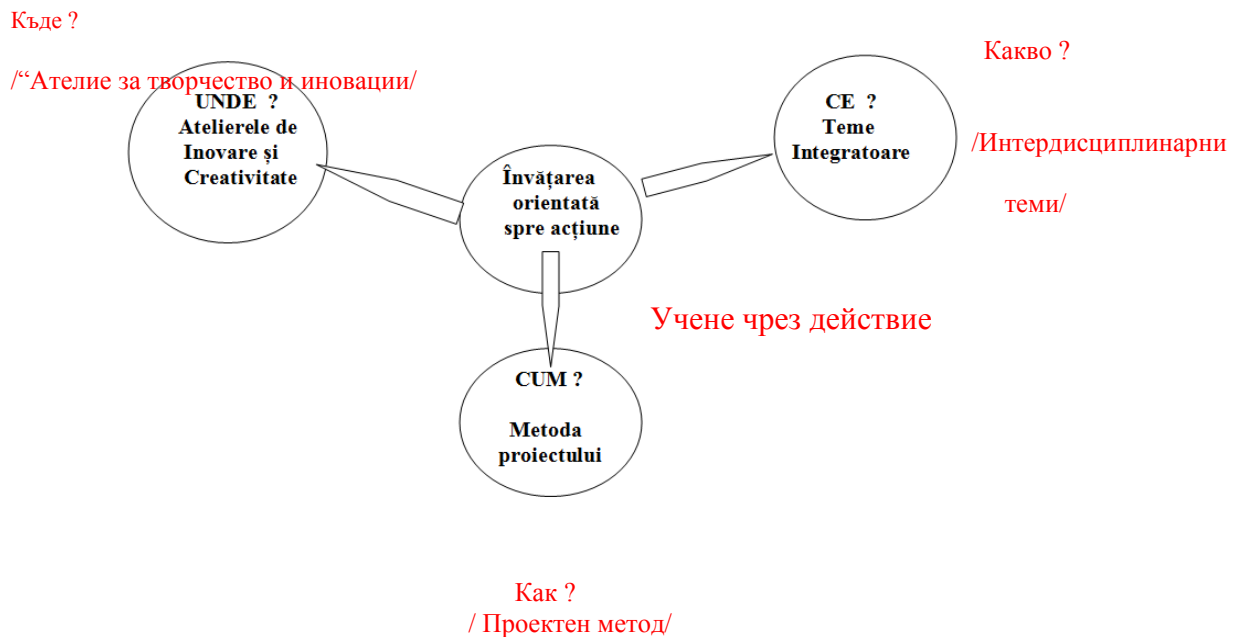 Къде ?
/“Ателие за творчество и иновации/
UNDE ?
Atelierele de
Inovare și
Creativitate
Какво ?
CE ?
Teme
Integratoare
/Интердисциплинарни
теми/
Învățarea
orientată
spre acțiune
Учене чрез действие
CUM ?
Metoda
proiectului
Как ?
/ Проектен метод/